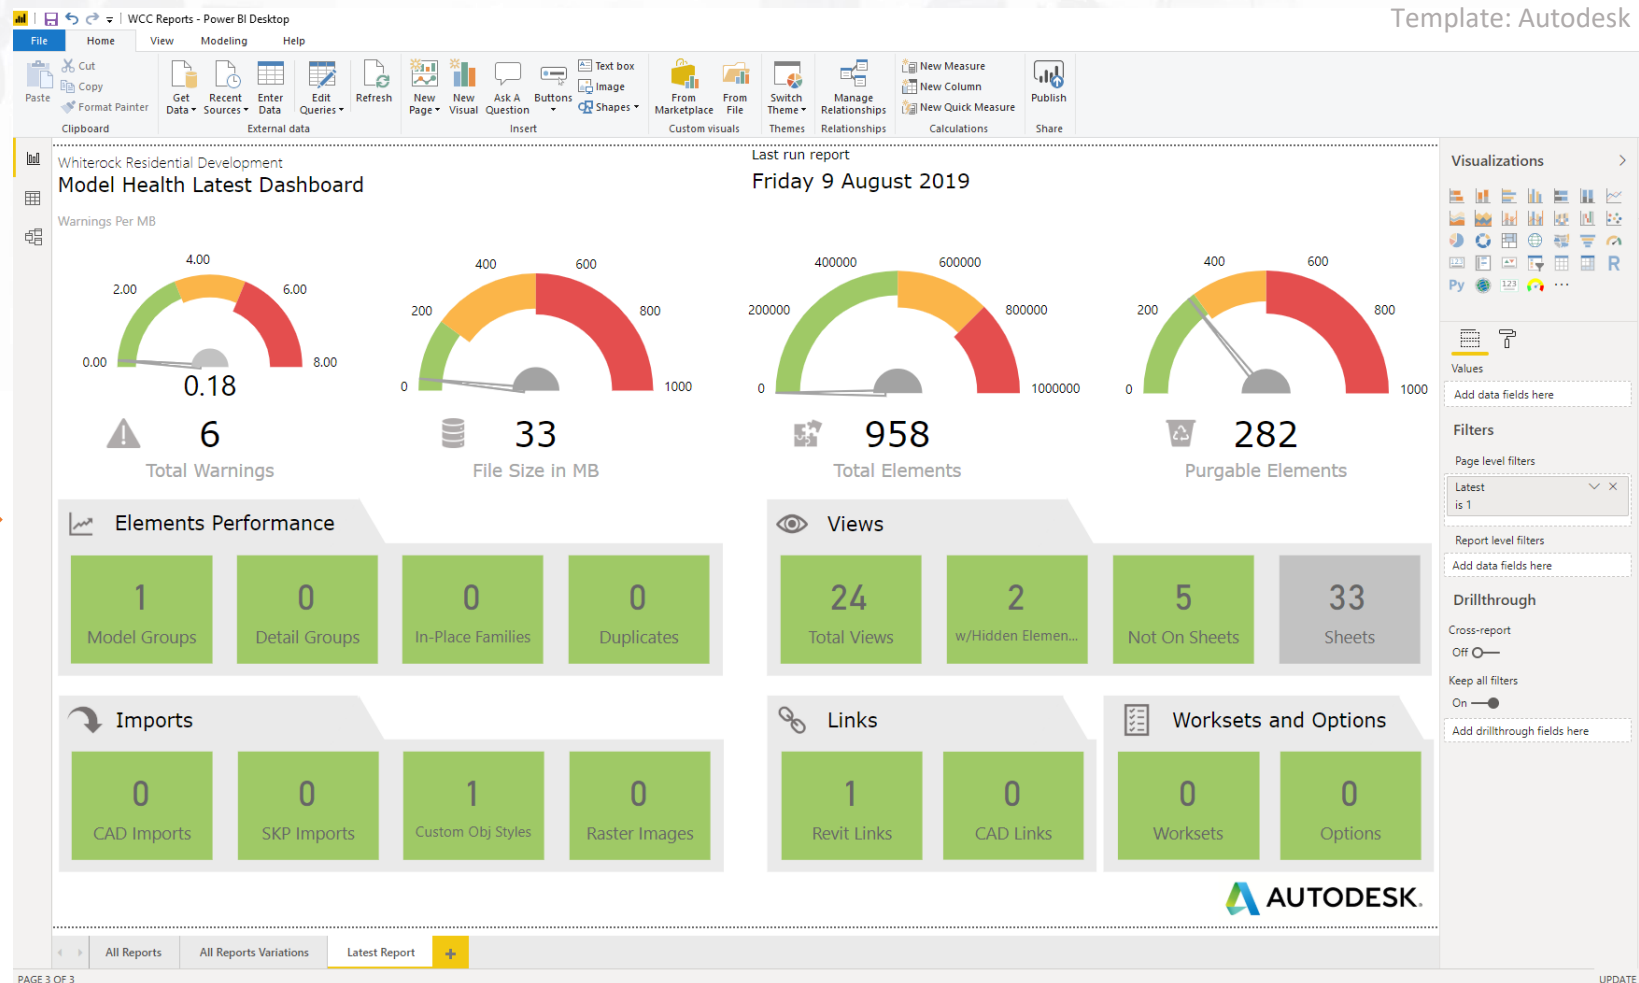 Template: Autodesk
WCC Reports - Power BI Desktop
File Home View Modeling Help
Paste
Cut
Copy
Format Painter
Clipboard
Get Data
Recent Sources
Enter Data
Edit Queries
Refresh
External data
New Page
New Visual
Ask A Question
Buttons
Text box
Image
Shapes
Insert
From Marketplace
From File
Custom visuals
Switch Theme
Themes
Manage Relationships
Relationships
New Measure
New Column
New Quick Measure
Calculations
Publish
Share
Whiterock Residential Development
Model Health Latest Dashboard
Last run report
Friday 9 August 2019
Warnings Per MB
0.00 2.00 4.00 6.00 8.00
0.18
6
Total Warnings
0 200 400 600 800 1000
33
File Size in MB
0 200000 400000 600000 800000 1000000
958
Total Elements
0 200 400 600 800 1000
282
Purgable Elements
Elements Performance
1
Model Groups
0
Detail Groups
0
In-Place Families
0
Duplicates
Views
24
Total Views
2
w/Hidden Elemen...
5
Not On Sheets
33
Sheets
Imports
0
CAD Imports
0
SKP Imports
1
Custom Obj Styles
0
Raster Images
Links
1
Revit Links
0
CAD Links
Worksets and Options
0
Worksets
0
Options
AUTODESK.
Visualizations
R
Py
123
Values
Add data fields here
Filters
Page level filters
Latest
is 1
Report level filters
Add data fields here
Drillthrough
Cross-report
Off
Keep all filters
On
Add drillthrough fields here
All Reports
All Reports Variations
Latest Report
+
PAGE 3 OF 3
UPDATE